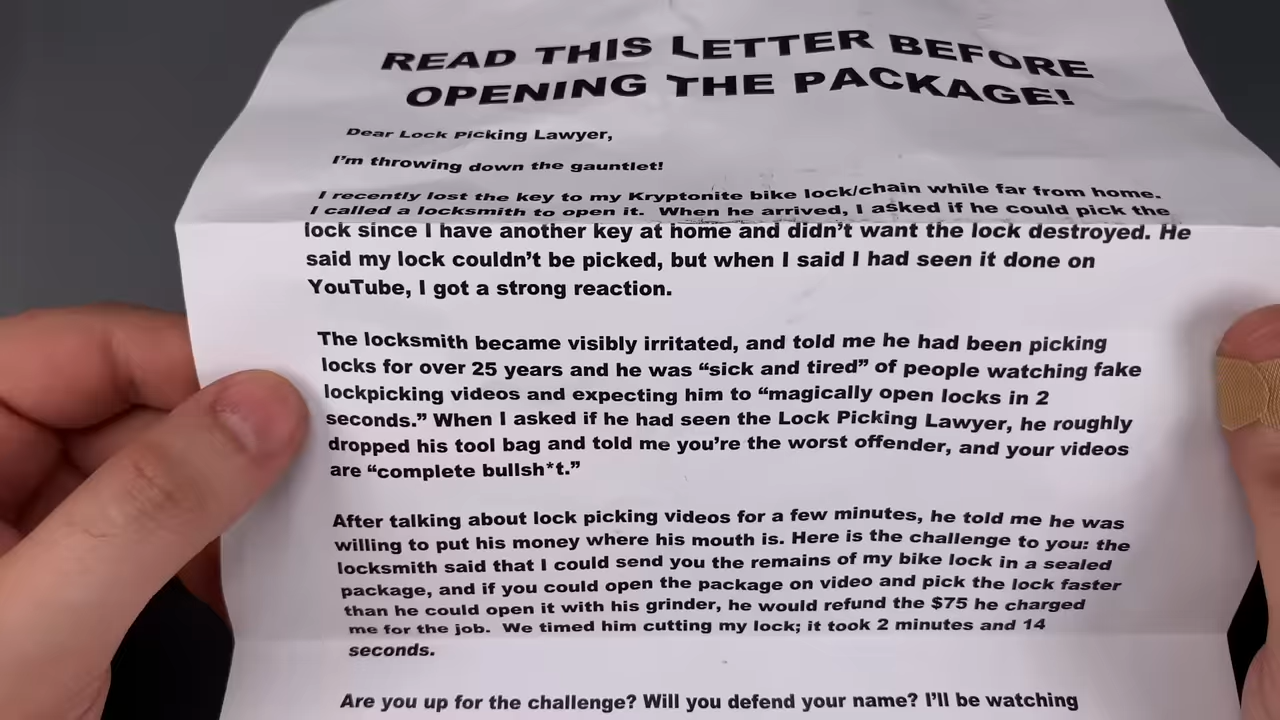 READ THIS LETTER BEFORE
OPENING THE PACKAGE!
Dear Lock Picking Lawyer,
I'm throwing down the gauntlet!
I recently lost the key to my Kryptonite bike lock/chain while far from home.
I called a locksmith to open it. When he arrived, I asked if he could pick the
lock since I have another key at home and didn't want the lock destroyed. He
said my lock couldn't be picked, but when I said I had seen it done on
YouTube, I got a strong reaction.
The locksmith became visibly irritated, and told me he had been picking
locks for over 25 years and he was “sick and tired” of people watching fake
lockpicking videos and expecting him to “magically open locks in 2
seconds.” When I asked if he had seen the Lock Picking Lawyer, he roughly
dropped his tool bag and told me you're the worst offender, and your videos
are “complete bullsh*t.”
After talking about lock picking videos for a few minutes, he told me he was
willing to put his money where his mouth is. Here is the challenge to you: the
locksmith said that I could send you the remains of my bike lock in a sealed
package, and if you could open the package on video and pick the lock faster
than he could open it with his grinder, he would refund the $75 he charged
me for the job. We timed him cutting my lock; it took 2 minutes and 14
seconds.
Are you up for the challenge? Will you defend your name? I'll be watching